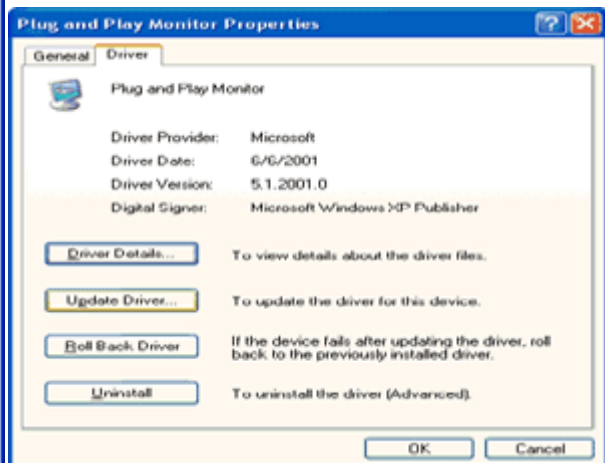 Plug and Play Monitor Properties
General Driver
Plug and Play Monitor
Driver Provider: Microsoft
Driver Date: 6/6/2001
Driver Version: 5.1.2001.0
Digital Signer: Microsoft Windows XP Publisher
Driver Details... To view details about the driver files.
Update Driver... To update the driver for this device.
Roll Back Driver If the device fails after updating the driver, roll
back to the previously installed driver.
Uninstall To uninstall the driver (Advanced).
OK Cancel